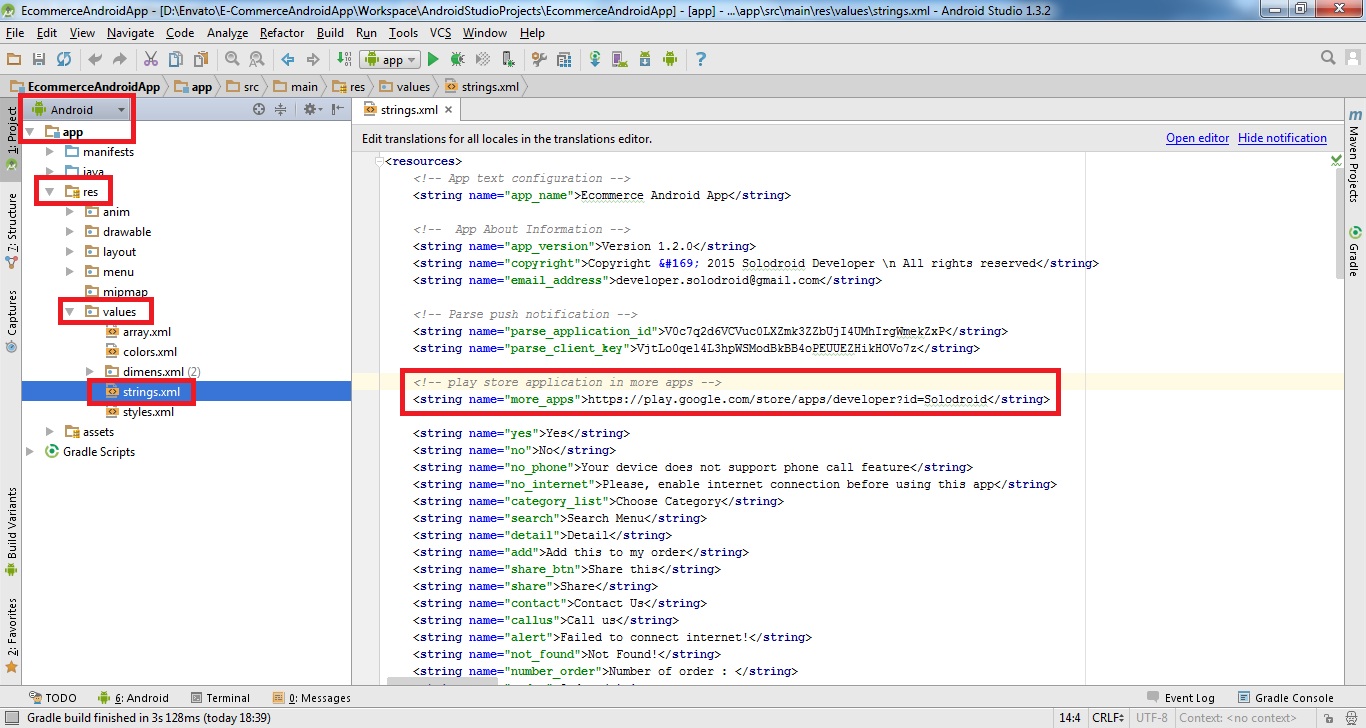 EcommerceAndroidApp - [D:\Envato\E-CommerceAndroidApp\Workspace\AndroidStudioProjects\EcommerceAndroidApp] - [app] - ...\app\src\main\res\values\strings.xml - Android Studio 1.3.2
File Edit View Navigate Code Analyze Refactor Build Run Tools VCS Window Help
app
EcommerceAndroidApp app src main res values strings.xml
1: Project
7: Structure
Captures
Build Variants
2: Favorites
Android
app
manifests
java
res
anim
drawable
layout
menu
mipmap
values
array.xml
colors.xml
dimens.xml (2)
strings.xml
styles.xml
assets
Gradle Scripts
strings.xml
Edit translations for all locales in the translations editor. Open editor Hide notification
<resources>
<!-- App text configuration -->
<string name="app_name">Ecommerce Android App</string>
<!--  App About Information -->
<string name="app_version">Version 1.2.0</string>
<string name="copyright">Copyright &#169; 2015 Solodroid Developer \n All rights reserved</string>
<string name="email_address">developer.solodroid@gmail.com</string>
<!-- Parse push notification -->
<string name="parse_application_id">V0c7q2d6VCVuc0LXZmk3ZZbUjI4UMhIrgWmekZxP</string>
<string name="parse_client_key">VjtLo0qel4L3hpWSModBkBB4oPEUUEZHikHOVo7z</string>
<!-- play store application in more apps -->
<string name="more_apps">https://play.google.com/store/apps/developer?id=Solodroid</string>
<string name="yes">Yes</string>
<string name="no">No</string>
<string name="no_phone">Your device does not support phone call feature</string>
<string name="no_internet">Please, enable internet connection before using this app</string>
<string name="category_list">Choose Category</string>
<string name="search">Search Menu</string>
<string name="detail">Detail</string>
<string name="add">Add this to my order</string>
<string name="share_btn">Share this</string>
<string name="share">Share</string>
<string name="contact">Contact Us</string>
<string name="callus">Call us</string>
<string name="alert">Failed to connect internet!</string>
<string name="not_found">Not Found!</string>
<string name="number_order">Number of order : </string>
Maven Projects
Gradle
TODO 6: Android Terminal 0: Messages Event Log Gradle Console
Gradle build finished in 3s 128ms (today 18:39) 14:4 CRLF UTF-8 Context: <no context>